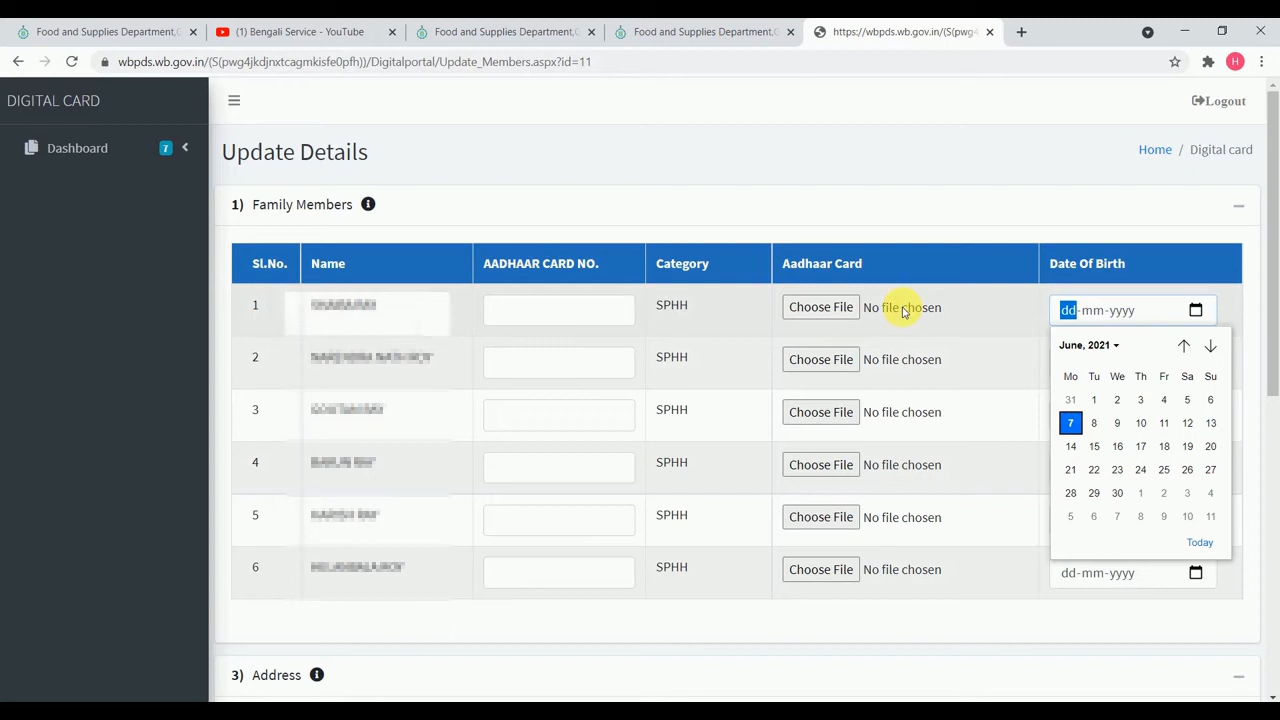 Food and Supplies Department,G
(1) Bengali Service - YouTube
Food and Supplies Department,G
Food and Supplies Department,G
https://wbpds.wb.gov.in/(S(pwg4
H
wbpds.wb.gov.in/(S(pwg4jkdjnxtcagmkisfe0pfh))/Digitalportal/Update_Members.aspx?id=11
DIGITAL CARD
Logout
Dashboard 7
Update Details
Home / Digital card
1) Family Members
Sl.No. Name AADHAAR CARD NO. Category Aadhaar Card Date Of Birth
1 SPHH Choose File No file chosen dd-mm-yyyy
2 SPHH Choose File No file chosen
3 SPHH Choose File No file chosen
4 SPHH Choose File No file chosen
5 SPHH Choose File No file chosen
6 SPHH Choose File No file chosen dd-mm-yyyy
June, 2021
Mo Tu We Th Fr Sa Su
31 1 2 3 4 5 6
7 8 9 10 11 12 13
14 15 16 17 18 19 20
21 22 23 24 25 26 27
28 29 30 1 2 3 4
5 6 7 8 9 10 11
Today
3) Address